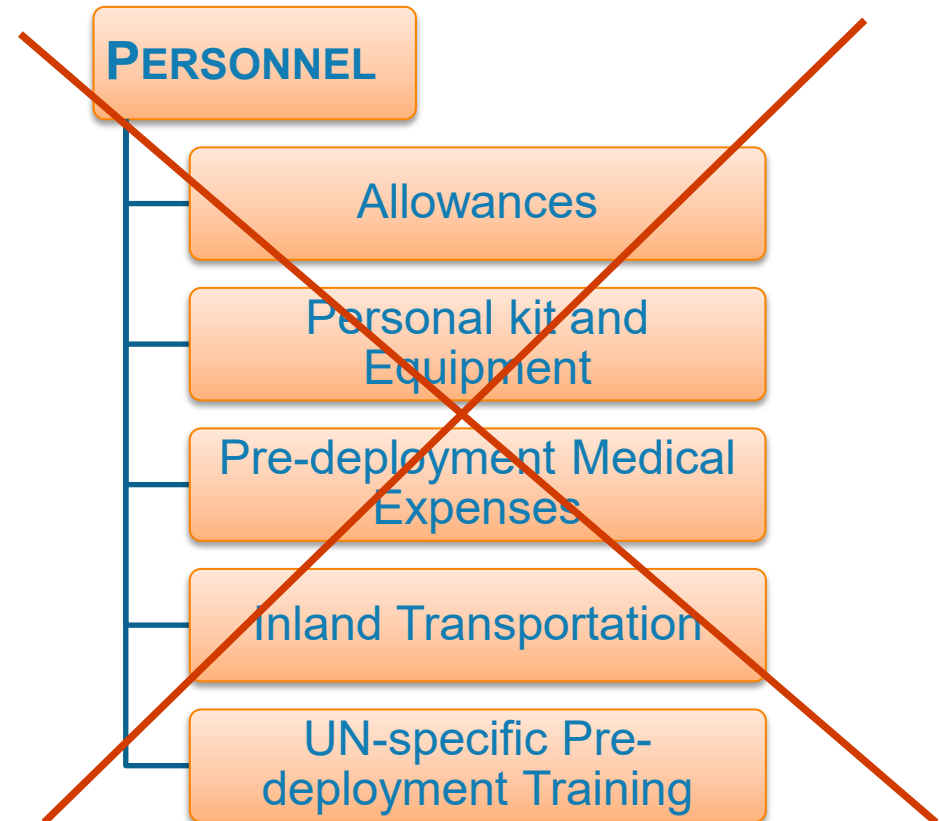 PERSONNEL
Allowances
Personal kit and
Equipment
Pre-deployment Medical
Expenses
Inland Transportation
UN-specific Pre-
deployment Training